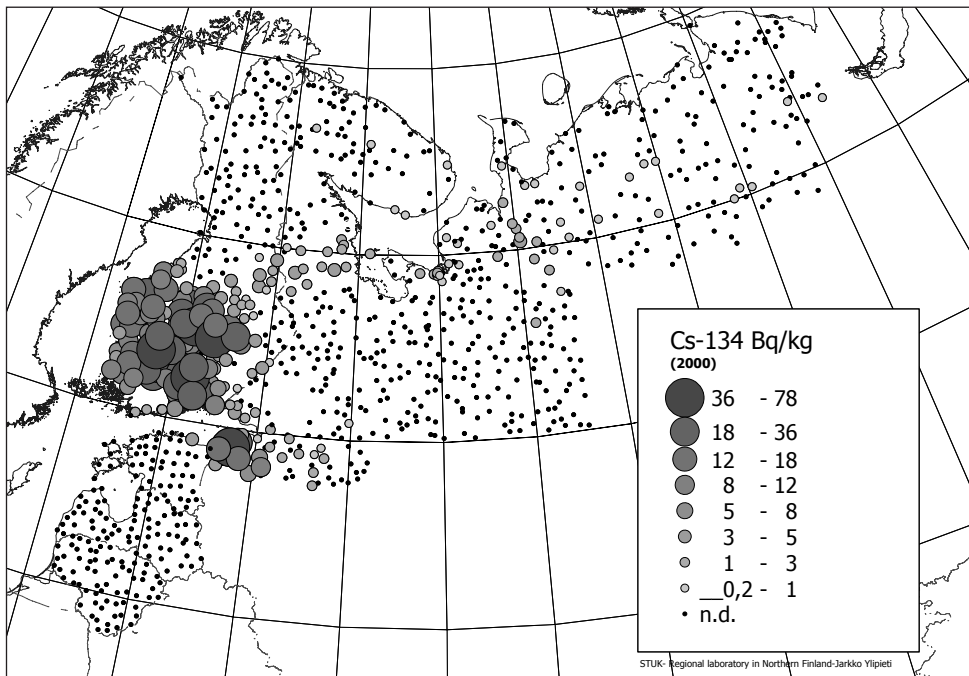 Cs-134 Bq/kg
(2000)
36 - 78
18 - 36
12 - 18
8 - 12
5 - 8
3 - 5
1 - 3
__0,2 - 1
n.d.
STUK- Regional laboratory in Northern Finland-Jarkko Ylipieti